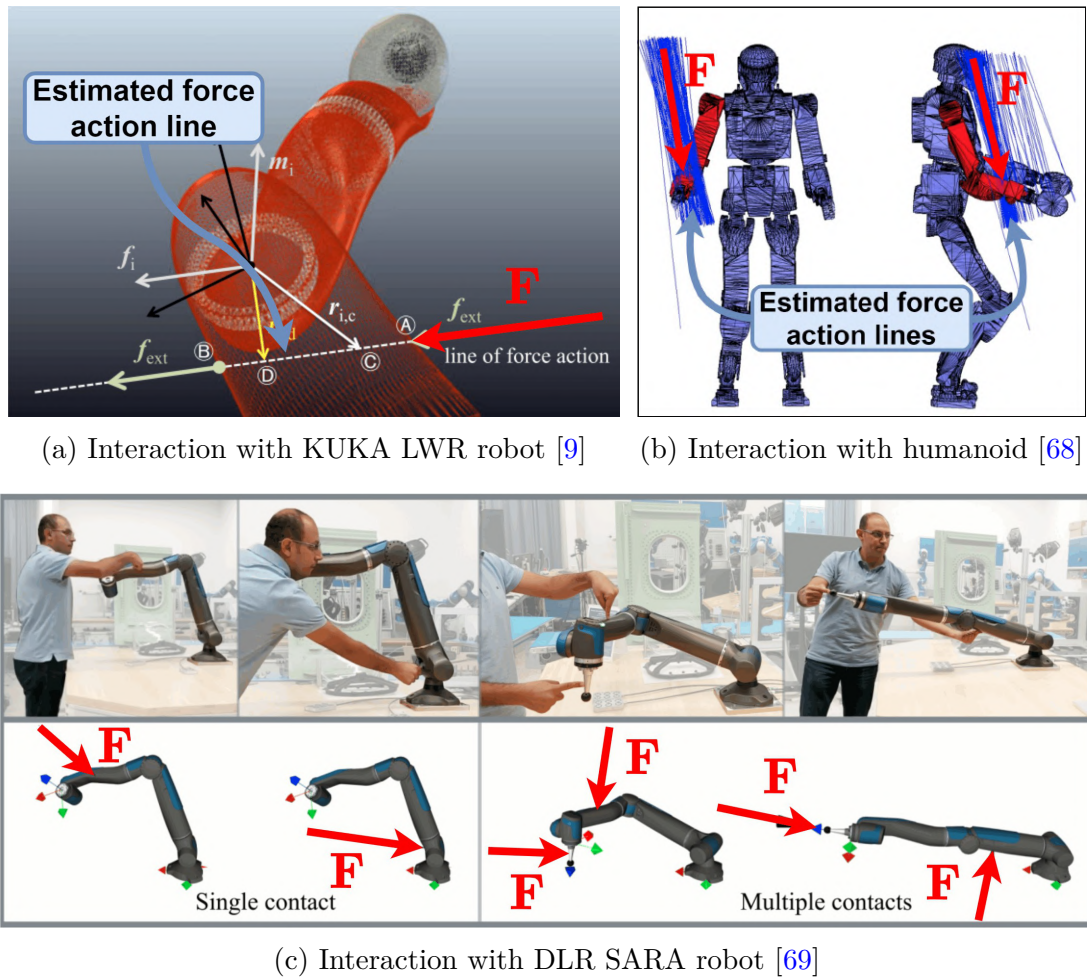 Estimated force
action line
m_i
f_i
r_i,c
F
f_ext
A
line of force action
f_ext
B
C
D
F
F
Estimated force
action lines
(a) Interaction with KUKA LWR robot [9]
(b) Interaction with humanoid [68]
F
F
F
F
F
F
Single contact
Multiple contacts
(c) Interaction with DLR SARA robot [69]